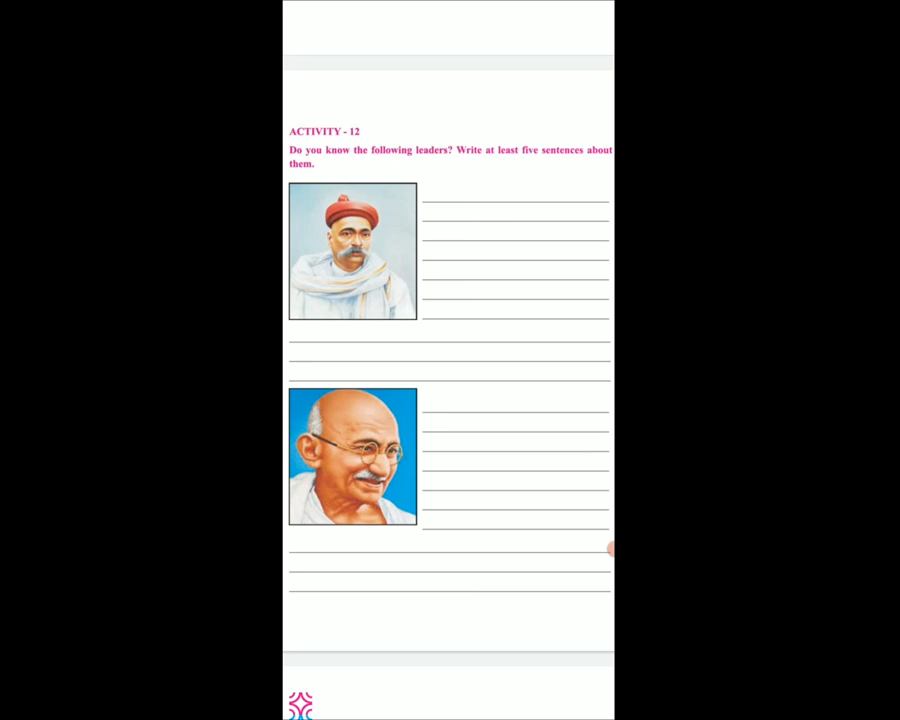 ACTIVITY - 12
Do you know the following leaders? Write at least five sentences about
them.